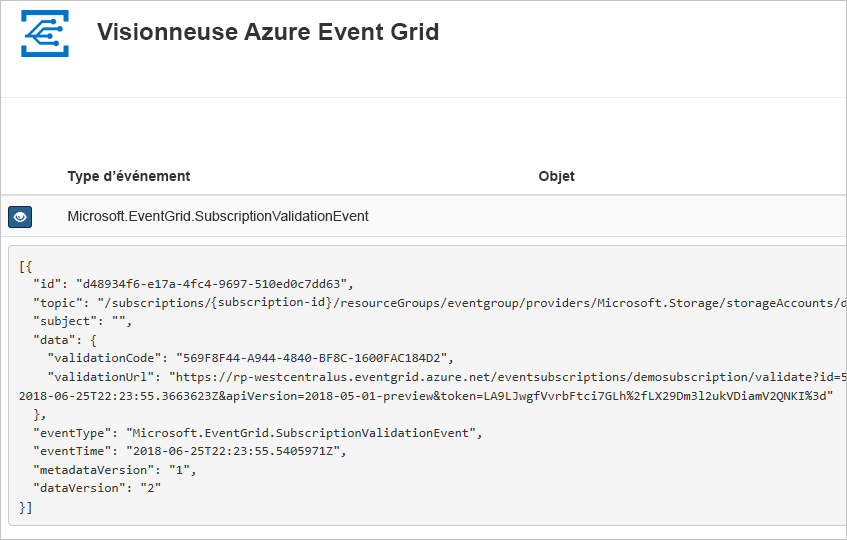 Visionneuse Azure Event Grid
Type d’événement Objet
Microsoft.EventGrid.SubscriptionValidationEvent
[{
"id": "d48934f6-e17a-4fc4-9697-510ed0c7dd63",
"topic": "/subscriptions/{subscription-id}/resourceGroups/eventgroup/providers/Microsoft.Storage/storageAccounts/d
"subject": "",
"data": {
"validationCode": "569F8F44-A944-4840-BF8C-1600FAC184D2",
"validationUrl": "https://rp-westcentralus.eventgrid.azure.net/eventsubscriptions/demosubscription/validate?id=5
2018-06-25T22:23:55.3663623Z&apiVersion=2018-05-01-preview&token=LA9LJwgfVvrbFtci7GLh%2fLX29Dm3l2ukVDiamV2QNKI%3d"
},
"eventType": "Microsoft.EventGrid.SubscriptionValidationEvent",
"eventTime": "2018-06-25T22:23:55.5405971Z",
"metadataVersion": "1",
"dataVersion": "2"
}]